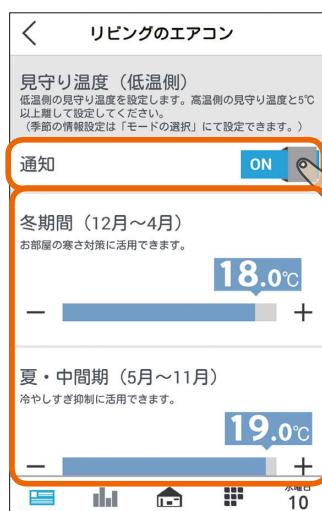 リビングのエアコン
見守り温度（低温側）
低温側の見守り温度を設定します。高温側の見守り温度と5℃
以上離して設定してください。
（季節の情報設定は「モードの選択」にて設定できます。）
通知
ON
冬期間（12月～4月）
お部屋の寒さ対策に活用できます。
18.0℃
－
＋
夏・中間期（5月～11月）
冷やしすぎ抑制に活用できます。
19.0℃
－
＋
水曜日
10